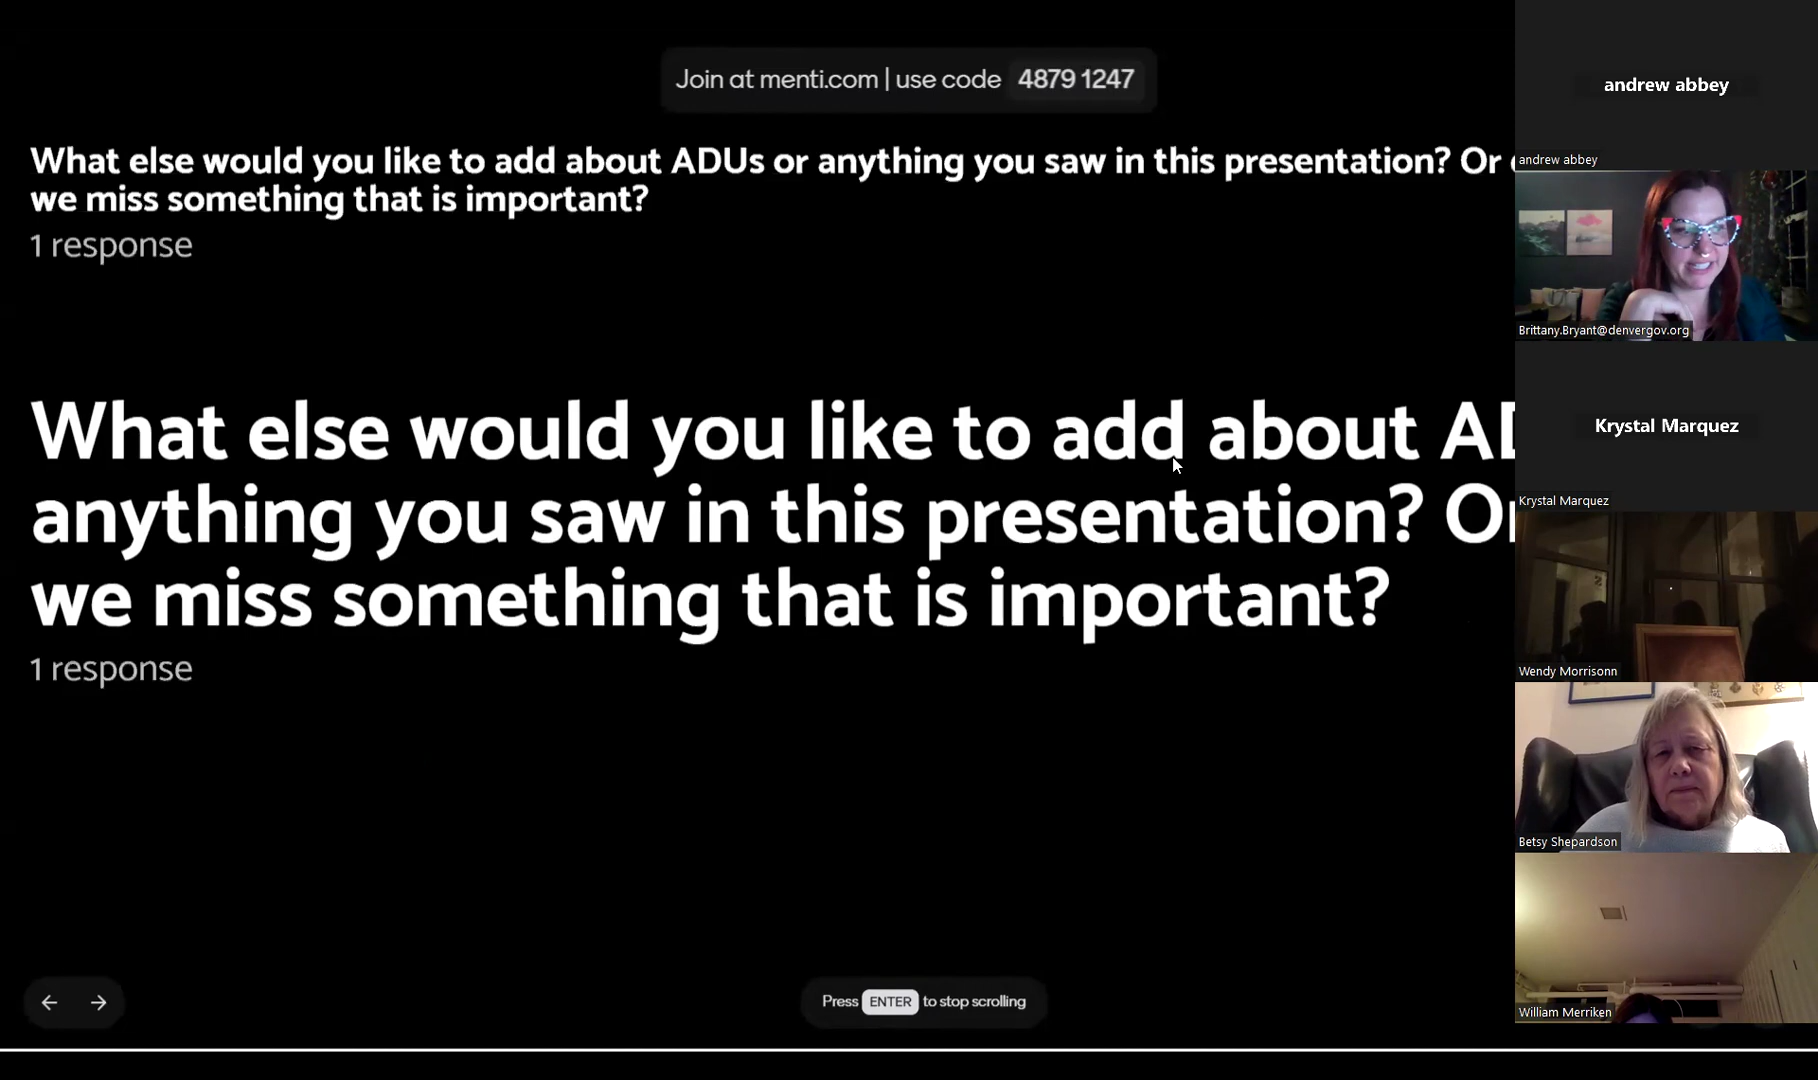 Join at menti.com | use code 4879 1247
What else would you like to add about ADUs or anything you saw in this presentation? Or
we miss something that is important?
1 response
What else would you like to add about AD
anything you saw in this presentation? Or
we miss something that is important?
1 response
Press ENTER to stop scrolling
andrew abbey
andrew abbey
Brittany.Bryant@denvergov.org
Krystal Marquez
Krystal Marquez
Wendy Morrisonn
Betsy Shepardson
William Merriken